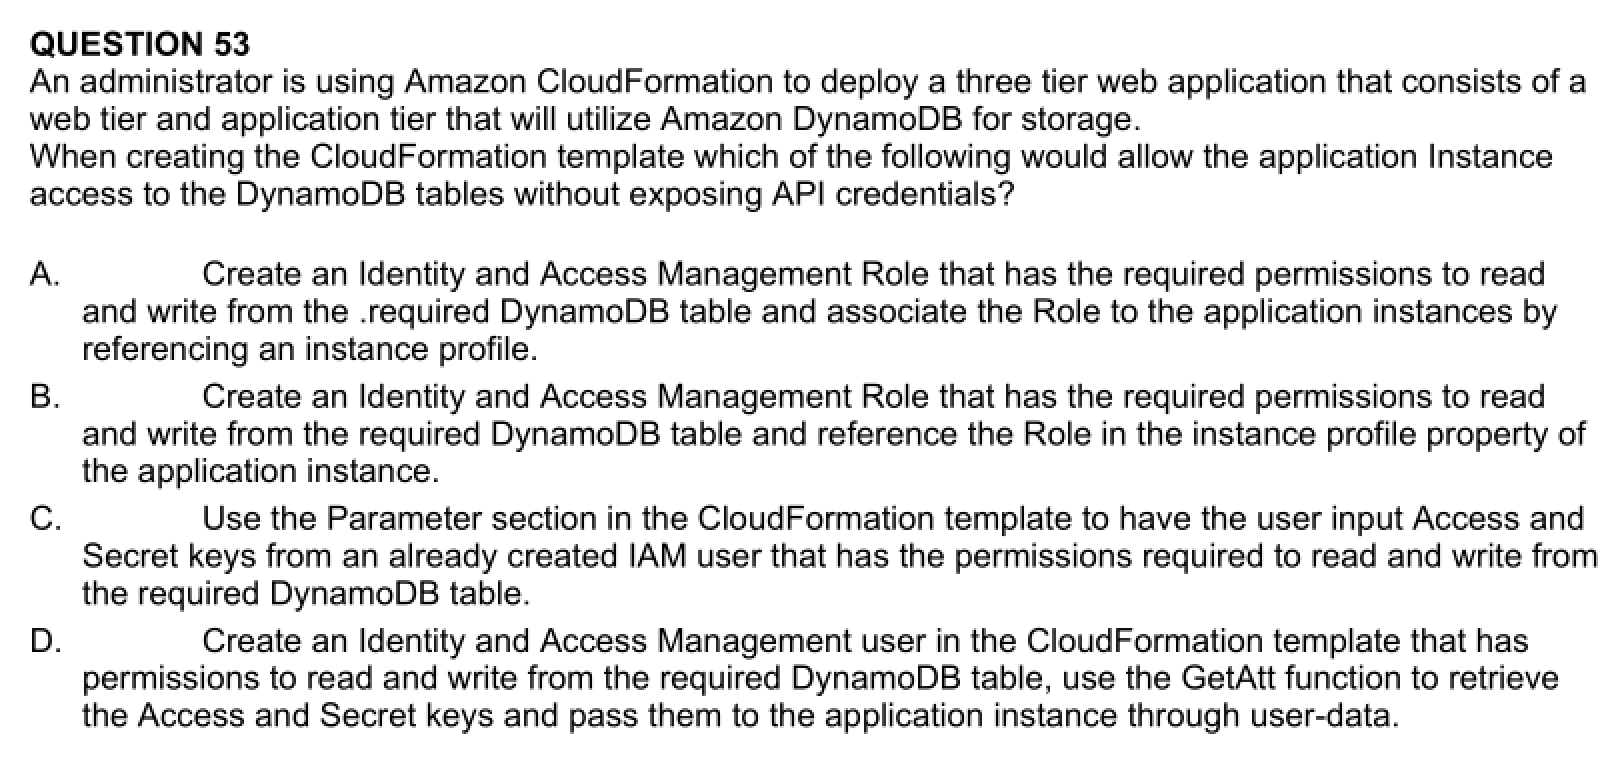 QUESTION 53
An administrator is using Amazon CloudFormation to deploy a three tier web application that consists of a
web tier and application tier that will utilize Amazon DynamoDB for storage.
When creating the CloudFormation template which of the following would allow the application Instance
access to the DynamoDB tables without exposing API credentials?
A. Create an Identity and Access Management Role that has the required permissions to read
and write from the .required DynamoDB table and associate the Role to the application instances by
referencing an instance profile.
B. Create an Identity and Access Management Role that has the required permissions to read
and write from the required DynamoDB table and reference the Role in the instance profile property of
the application instance.
C. Use the Parameter section in the CloudFormation template to have the user input Access and
Secret keys from an already created IAM user that has the permissions required to read and write from
the required DynamoDB table.
D. Create an Identity and Access Management user in the CloudFormation template that has
permissions to read and write from the required DynamoDB table, use the GetAtt function to retrieve
the Access and Secret keys and pass them to the application instance through user-data.